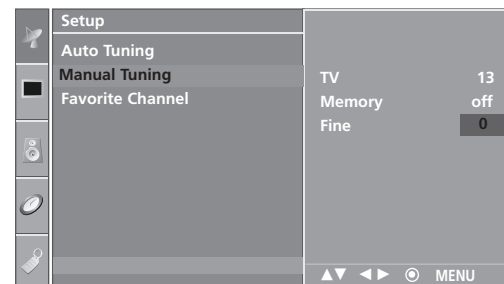 Setup
Auto Tuning
Manual Tuning
Favorite Channel
TV 13
Memory off
Fine 0
▲▼ ◄► ◉ MENU